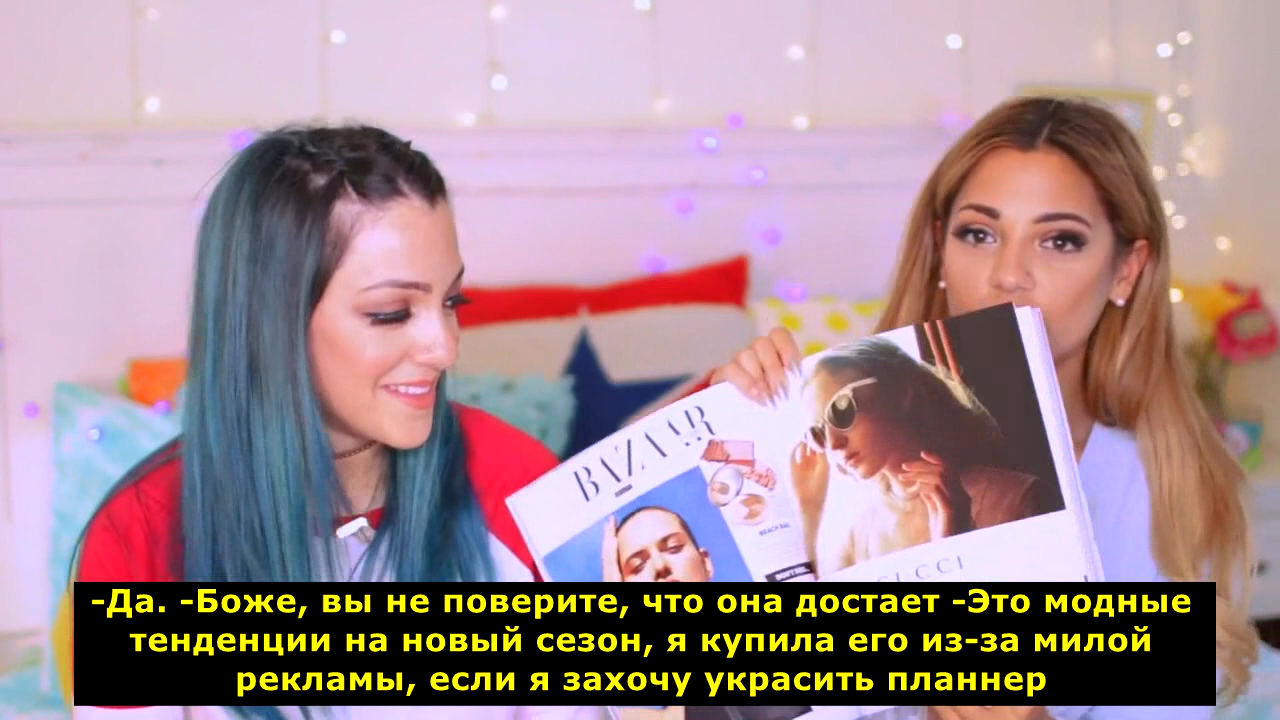 BAZAAR
GUCCI
-Да. -Боже, вы не поверите, что она достает -Это модные
тенденции на новый сезон, я купила его из-за милой
рекламы, если я захочу украсить планнер